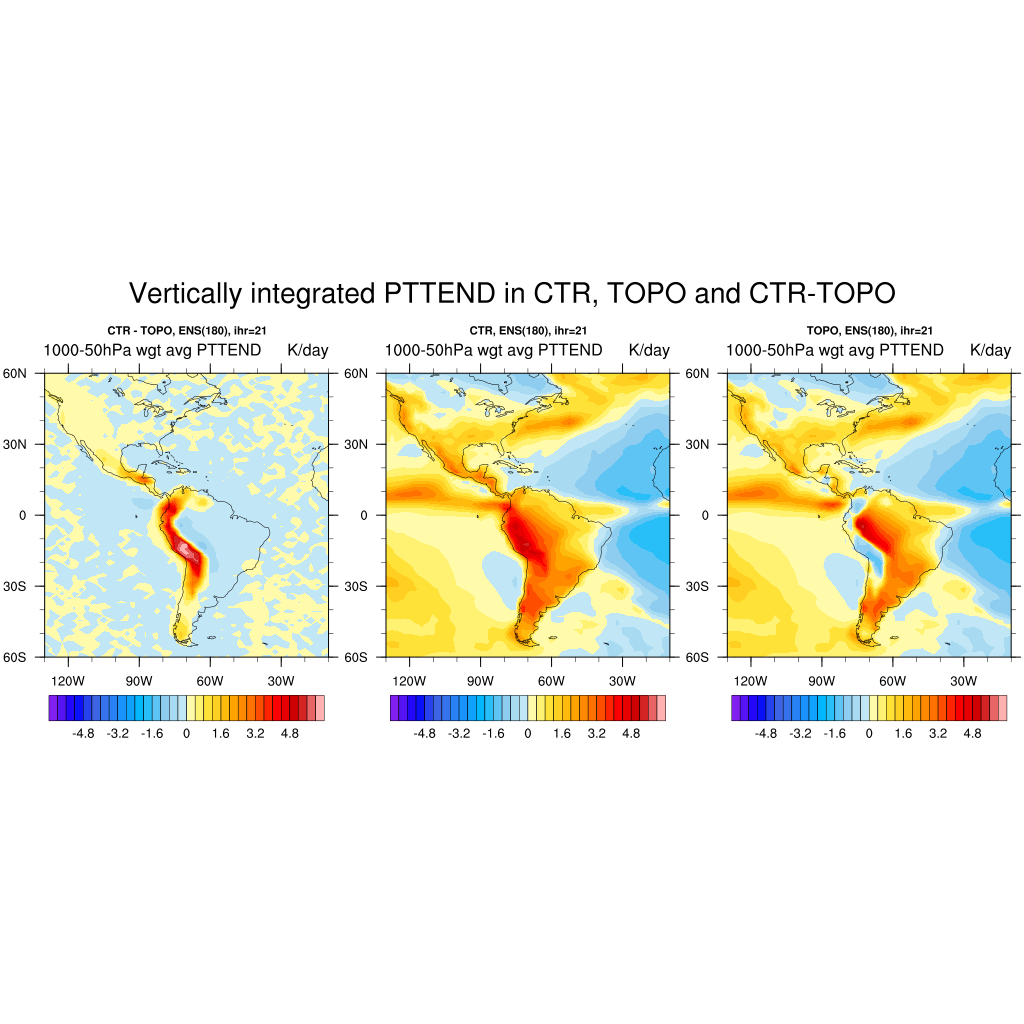 Vertically integrated PTTEND in CTR, TOPO and CTR-TOPO
CTR - TOPO, ENS(180), ihr=21
1000-50hPa wgt avg PTTEND K/day
60N
30N
0
30S
60S
120W 90W 60W 30W
-4.8 -3.2 -1.6 0 1.6 3.2 4.8
CTR, ENS(180), ihr=21
1000-50hPa wgt avg PTTEND K/day
60N
30N
0
30S
60S
120W 90W 60W 30W
-4.8 -3.2 -1.6 0 1.6 3.2 4.8
TOPO, ENS(180), ihr=21
1000-50hPa wgt avg PTTEND K/day
60N
30N
0
30S
60S
120W 90W 60W 30W
-4.8 -3.2 -1.6 0 1.6 3.2 4.8